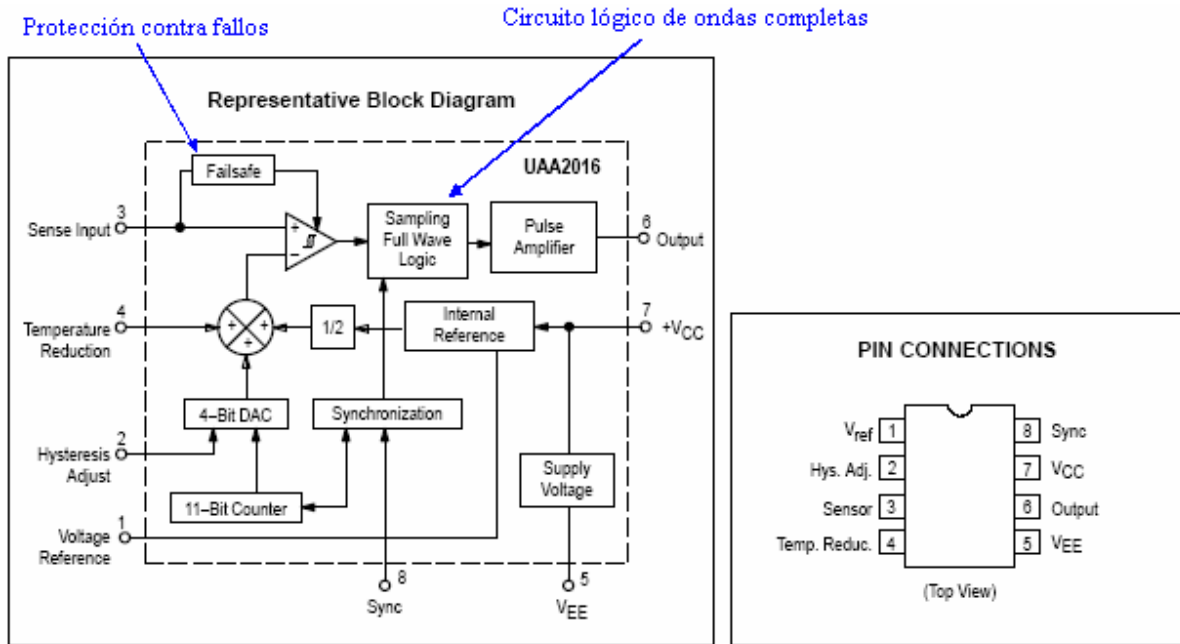 Protección contra fallos
Circuito lógico de ondas completas
Representative Block Diagram
UAA2016
Failsafe
3
Sense Input
+
−
Sampling
Full Wave
Logic
Pulse
Amplifier
6
Output
4
Temperature
Reduction
+ + +
1/2
Internal
Reference
7
+VCC
4–Bit DAC
Synchronization
2
Hysteresis
Adjust
11–Bit Counter
Supply
Voltage
1
Voltage
Reference
8
Sync
5
VEE
PIN CONNECTIONS
Vref 1
8 Sync
Hys. Adj. 2
7 VCC
Sensor 3
6 Output
Temp. Reduc. 4
5 VEE
(Top View)